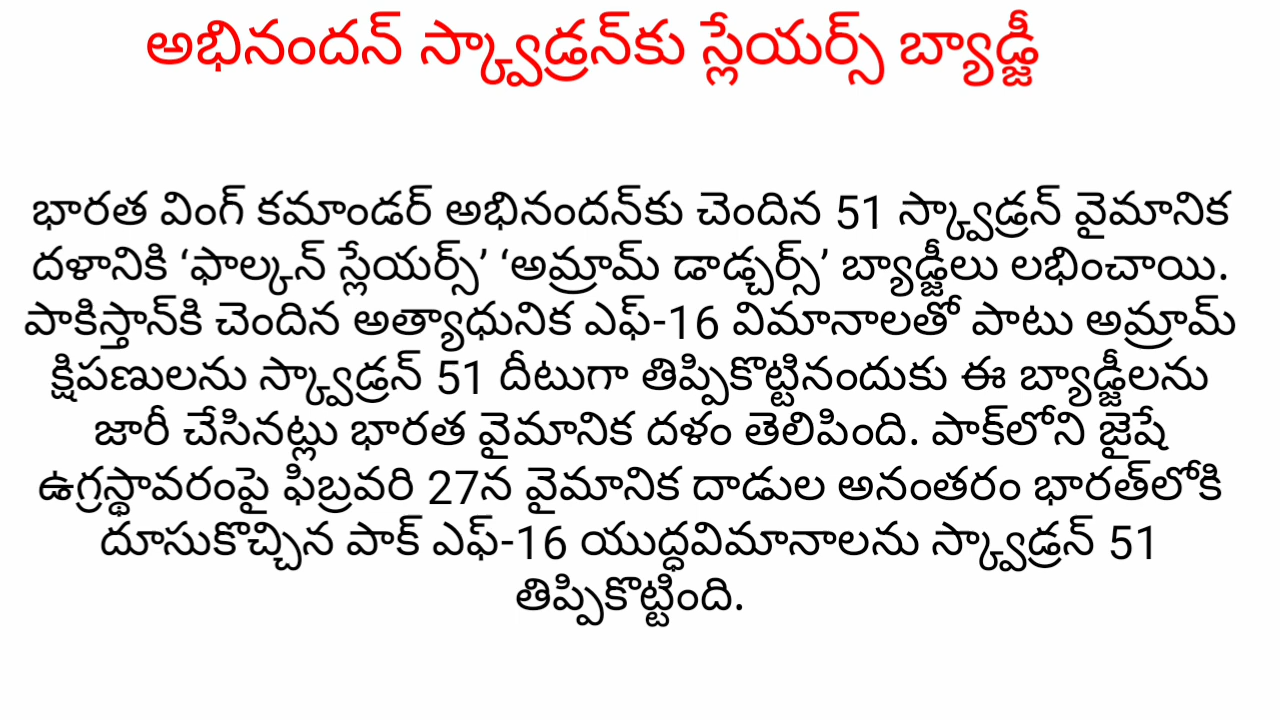 అభినందన్ స్క్వాడ్రన్‌కు స్లేయర్స్ బ్యాడ్జీ
భారత వింగ్ కమాండర్ అభినందన్‌కు చెందిన 51 స్క్వాడ్రన్ వైమానిక
దళానికి ‘ఫాల్కన్ స్లేయర్స్’ ‘అమ్రామ్ డాడ్చర్స్’ బ్యాడ్జీలు లభించాయి.
పాకిస్తాన్‌కి చెందిన అత్యాధునిక ఎఫ్-16 విమానాలతో పాటు అమ్రామ్
క్షిపణులను స్క్వాడ్రన్ 51 దీటుగా తిప్పికొట్టినందుకు ఈ బ్యాడ్జీలను
జారీ చేసినట్లు భారత వైమానిక దళం తెలిపింది. పాక్‌లోని జైషే
ఉగ్రస్థావరంపై ఫిబ్రవరి 27న వైమానిక దాడుల అనంతరం భారత్‌లోకి
దూసుకొచ్చిన పాక్ ఎఫ్-16 యుద్ధవిమానాలను స్క్వాడ్రన్ 51
తిప్పికొట్టింది.